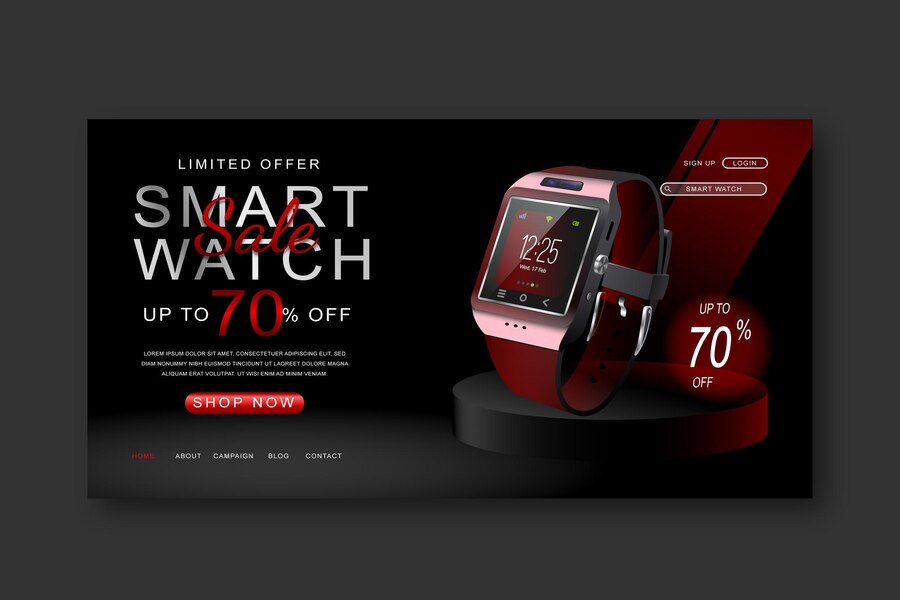 LIMITED OFFER
SMART
Sale
WATCH
UP TO 70% OFF
LOREM IPSUM DOLOR SIT AMET, CONSECTETUER ADIPISCING ELIT, SED
DIAM NONUMMY NIBH EUISMOD TINCIDUNT UT LAOREET DOLORE MAGNA
ALIQUAM ERAT VOLUTPAT. UT WISI ENIM AD MINIM VENIAM
SHOP NOW
HOME ABOUT CAMPAIGN BLOG CONTACT
SIGN UP LOGIN
SMART WATCH
12:25
Wed, 17 Feb
UP TO
70%
OFF